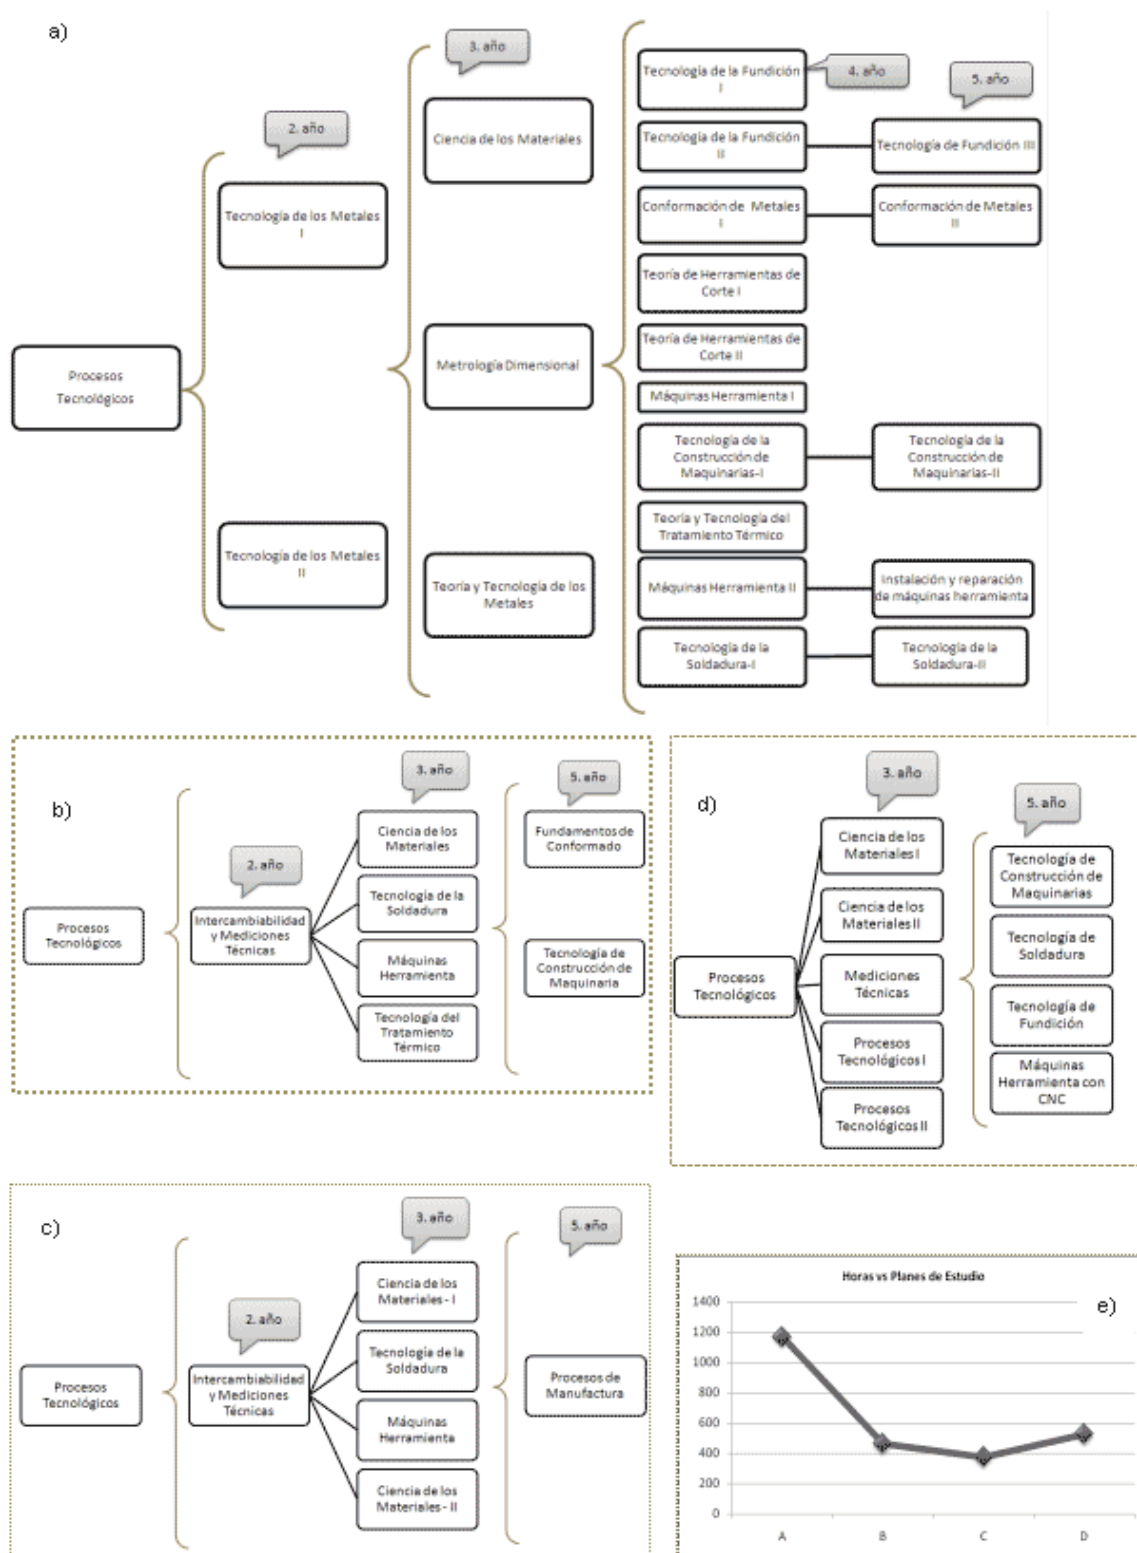 a)
2. año
3. año
4. año
5. año
Procesos
Tecnológicos
Tecnología de los Metales
I
Tecnología de los Metales
II
Ciencia de los Materiales
Metrología Dimensional
Teoría y Tecnología de los
Metales
Tecnología de la Fundición
I
Tecnología de la Fundición
II
Conformación de Metales
I
Teoría de Herramientas de
Corte I
Teoría de Herramientas de
Corte II
Máquinas Herramienta I
Tecnología de la
Construcción de
Maquinarias-I
Teoría y Tecnología del
Tratamiento Térmico
Máquinas Herramienta II
Tecnología de la
Soldadura-I
Tecnología de Fundición III
Conformación de Metales
II
Tecnología de la
Construcción de
Maquinarias-II
Instalación y reparación
de máquinas herramienta
Tecnología de la
Soldadura-II
b)
2. año
3. año
5. año
Procesos
Tecnológicos
Intercambiabilidad
y Mediciones
Técnicas
Ciencia de los
Materiales
Tecnología de la
Soldadura
Máquinas
Herramienta
Tecnología del
Tratamiento
Térmico
Fundamentos de
Conformado
Tecnología de
Construcción de
Maquinaria
d)
3. año
5. año
Procesos
Tecnológicos
Ciencia de los
Materiales I
Ciencia de los
Materiales II
Mediciones
Técnicas
Procesos
Tecnológicos I
Procesos
Tecnológicos II
Tecnología de
Construcción de
Maquinarias
Tecnología de
Soldadura
Tecnología de
Fundición
Máquinas
Herramienta con
CNC
c)
2. año
3. año
5. año
Procesos
Tecnológicos
Intercambiabilidad
y Mediciones
Técnicas
Ciencia de los
Materiales - I
Tecnología de la
Soldadura
Máquinas
Herramienta
Ciencia de los
Materiales - II
Procesos de
Manufactura
Horas vs Planes de Estudio
e)
1400
1200
1000
800
600
400
200
0
A B C D